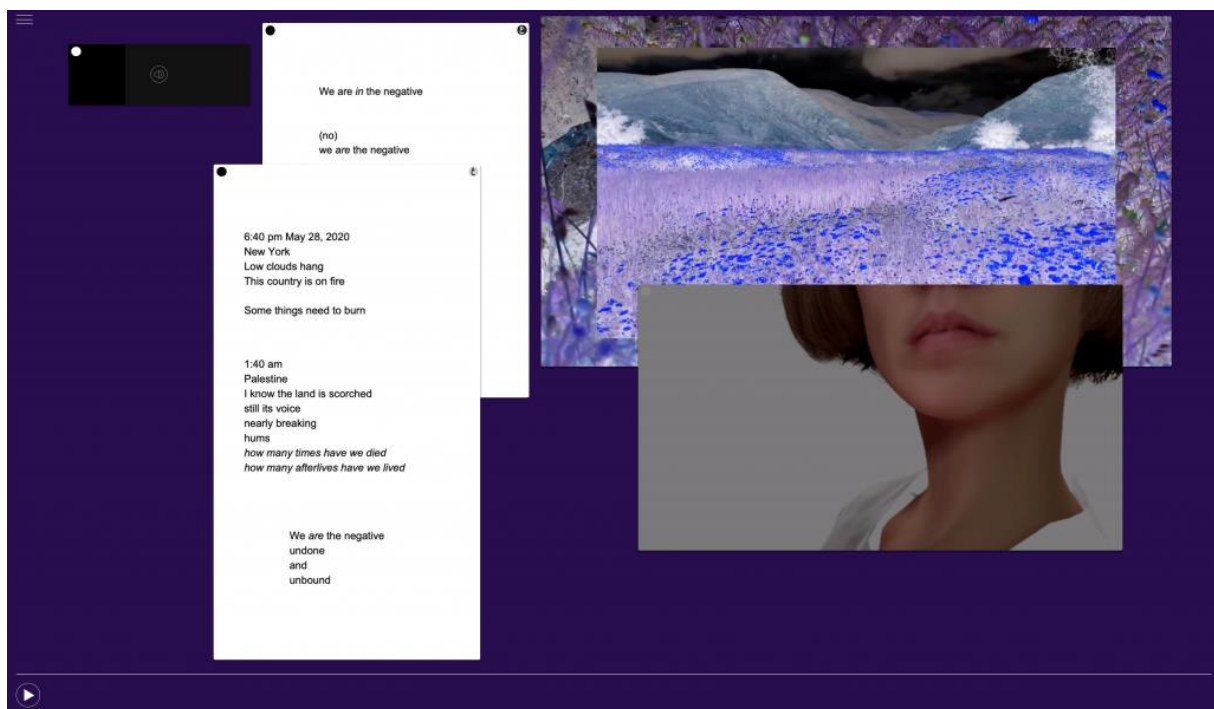 We are in the negative
(no)
we are the negative
6:40 pm May 28, 2020
New York
Low clouds hang
This country is on fire
Some things need to burn
1:40 am
Palestine
I know the land is scorched
still its voice
nearly breaking
hums
how many times have we died
how many afterlives have we lived
We are the negative
undone
and
unbound